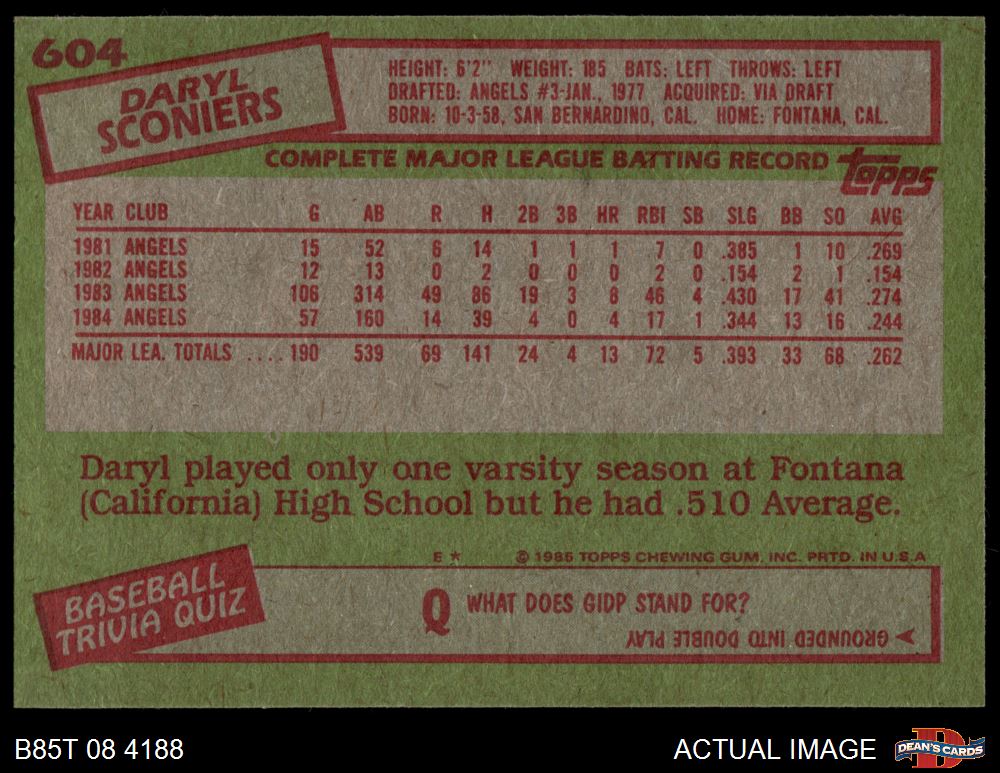 604
DARYL
SCONIERS
HEIGHT: 6'2" WEIGHT: 185 BATS: LEFT THROWS: LEFT
DRAFTED: ANGELS #3-JAN., 1977 ACQUIRED: VIA DRAFT
BORN: 10-3-58, SAN BERNARDINO, CAL. HOME: FONTANA, CAL.
COMPLETE MAJOR LEAGUE BATTING RECORD topps
YEAR CLUB G AB R H 2B 3B HR RBI SB SLG BB SO AVG
1981 ANGELS 15 52 6 14 1 1 1 7 0 .385 1 10 .269
1982 ANGELS 12 13 0 2 0 0 0 2 0 .154 2 1 .154
1983 ANGELS 106 314 49 86 19 3 8 46 4 .430 17 41 .274
1984 ANGELS 57 160 14 39 4 0 4 17 1 .344 13 16 .244
MAJOR LEA. TOTALS .... 190 539 69 141 24 4 13 72 5 .393 33 68 .262
Daryl played only one varsity season at Fontana
(California) High School but he had .510 Average.
E * © 1985 TOPPS CHEWING GUM, INC. PRTD. IN U.S.A
BASEBALL
TRIVIA QUIZ
Q WHAT DOES GIDP STAND FOR?
GROUNDED INTO DOUBLE PLAY
B85T 08 4188
ACTUAL IMAGE
D
DEAN'S CARDS